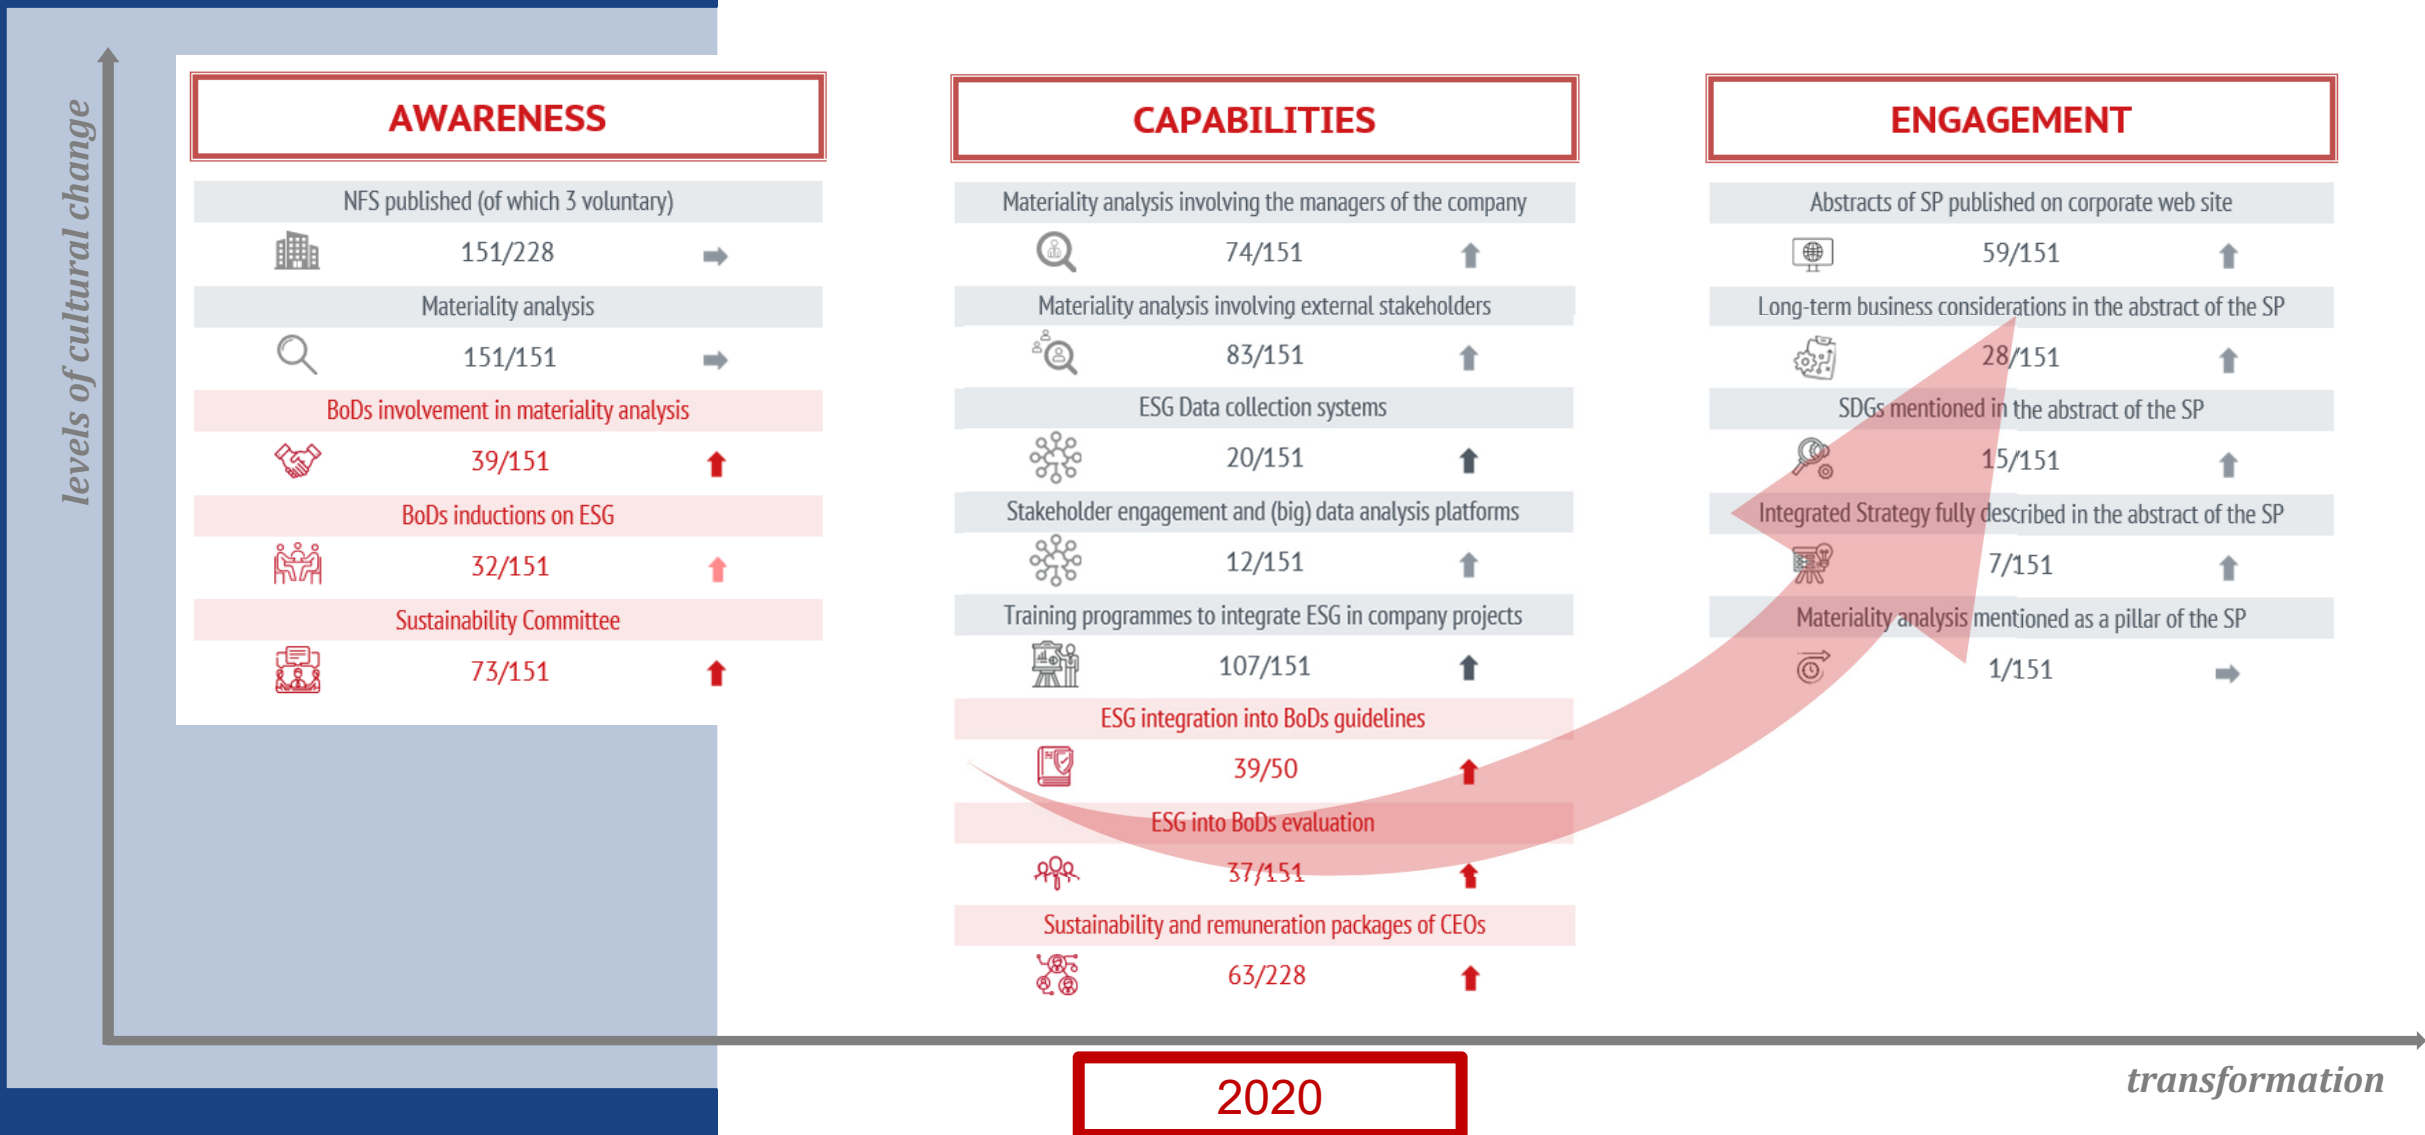 levels of cultural change
AWARENESS
NFS published (of which 3 voluntary)
151/228
Materiality analysis
151/151
BoDs involvement in materiality analysis
39/151
BoDs inductions on ESG
32/151
Sustainability Committee
73/151
CAPABILITIES
Materiality analysis involving the managers of the company
74/151
Materiality analysis involving external stakeholders
83/151
ESG Data collection systems
20/151
Stakeholder engagement and (big) data analysis platforms
12/151
Training programmes to integrate ESG in company projects
107/151
ESG integration into BoDs guidelines
39/50
ESG into BoDs evaluation
37/151
Sustainability and remuneration packages of CEOs
63/228
ENGAGEMENT
Abstracts of SP published on corporate web site
59/151
Long-term business considerations in the abstract of the SP
28/151
SDGs mentioned in the abstract of the SP
15/151
Integrated Strategy fully described in the abstract of the SP
7/151
Materiality analysis mentioned as a pillar of the SP
1/151
transformation
2020